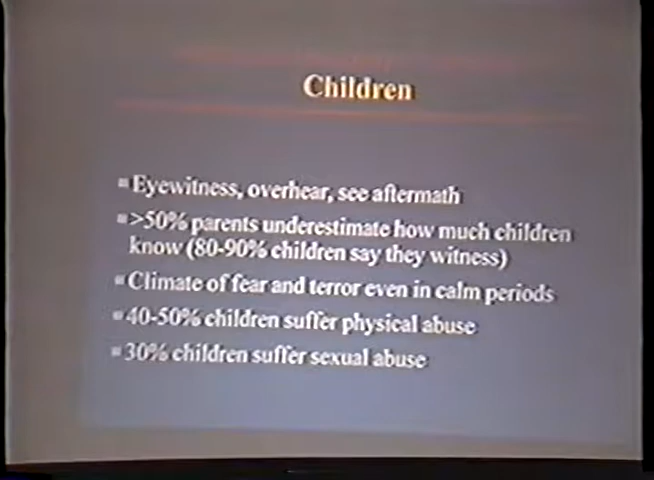 Children
Eyewitness, overhear, see aftermath
>50% parents underestimate how much children
know (80-90% children say they witness)
Climate of fear and terror even in calm periods
40-50% children suffer physical abuse
30% children suffer sexual abuse